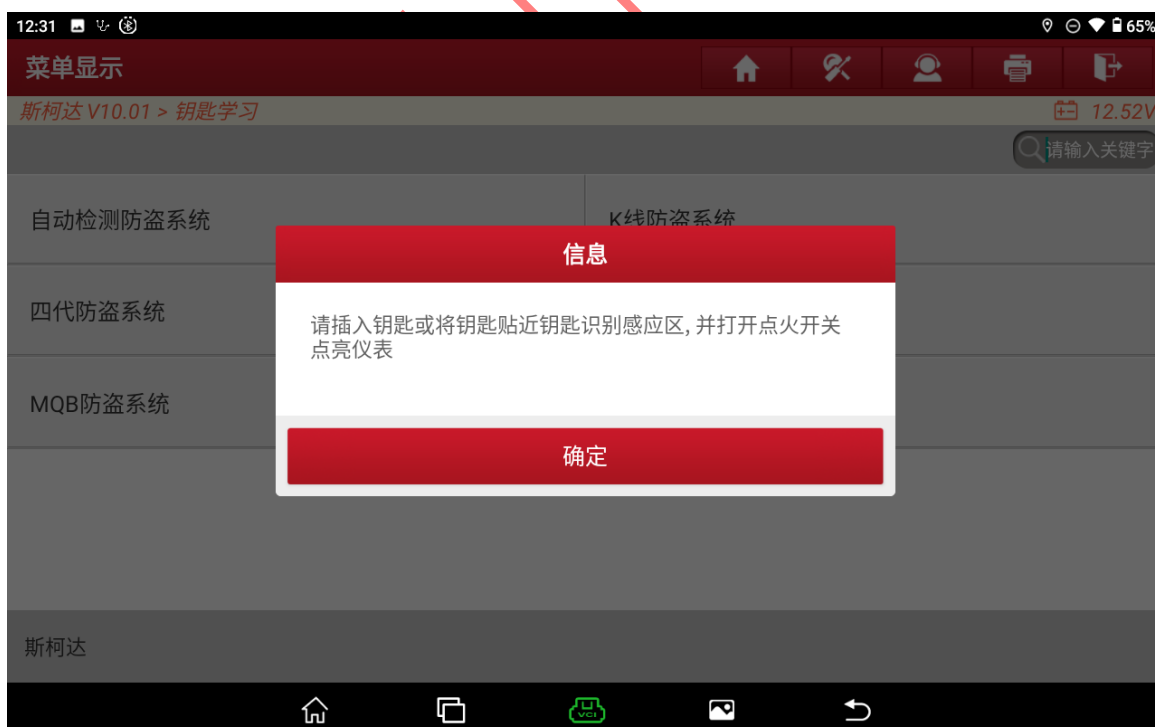 12:31
65%
菜单显示
斯柯达 V10.01 > 钥匙学习
12.52V
请输入关键字
自动检测防盗系统
K线防盗系统
信息
四代防盗系统
请插入钥匙或将钥匙贴近钥匙识别感应区, 并打开点火开关
点亮仪表
MQB防盗系统
确定
斯柯达
VCI